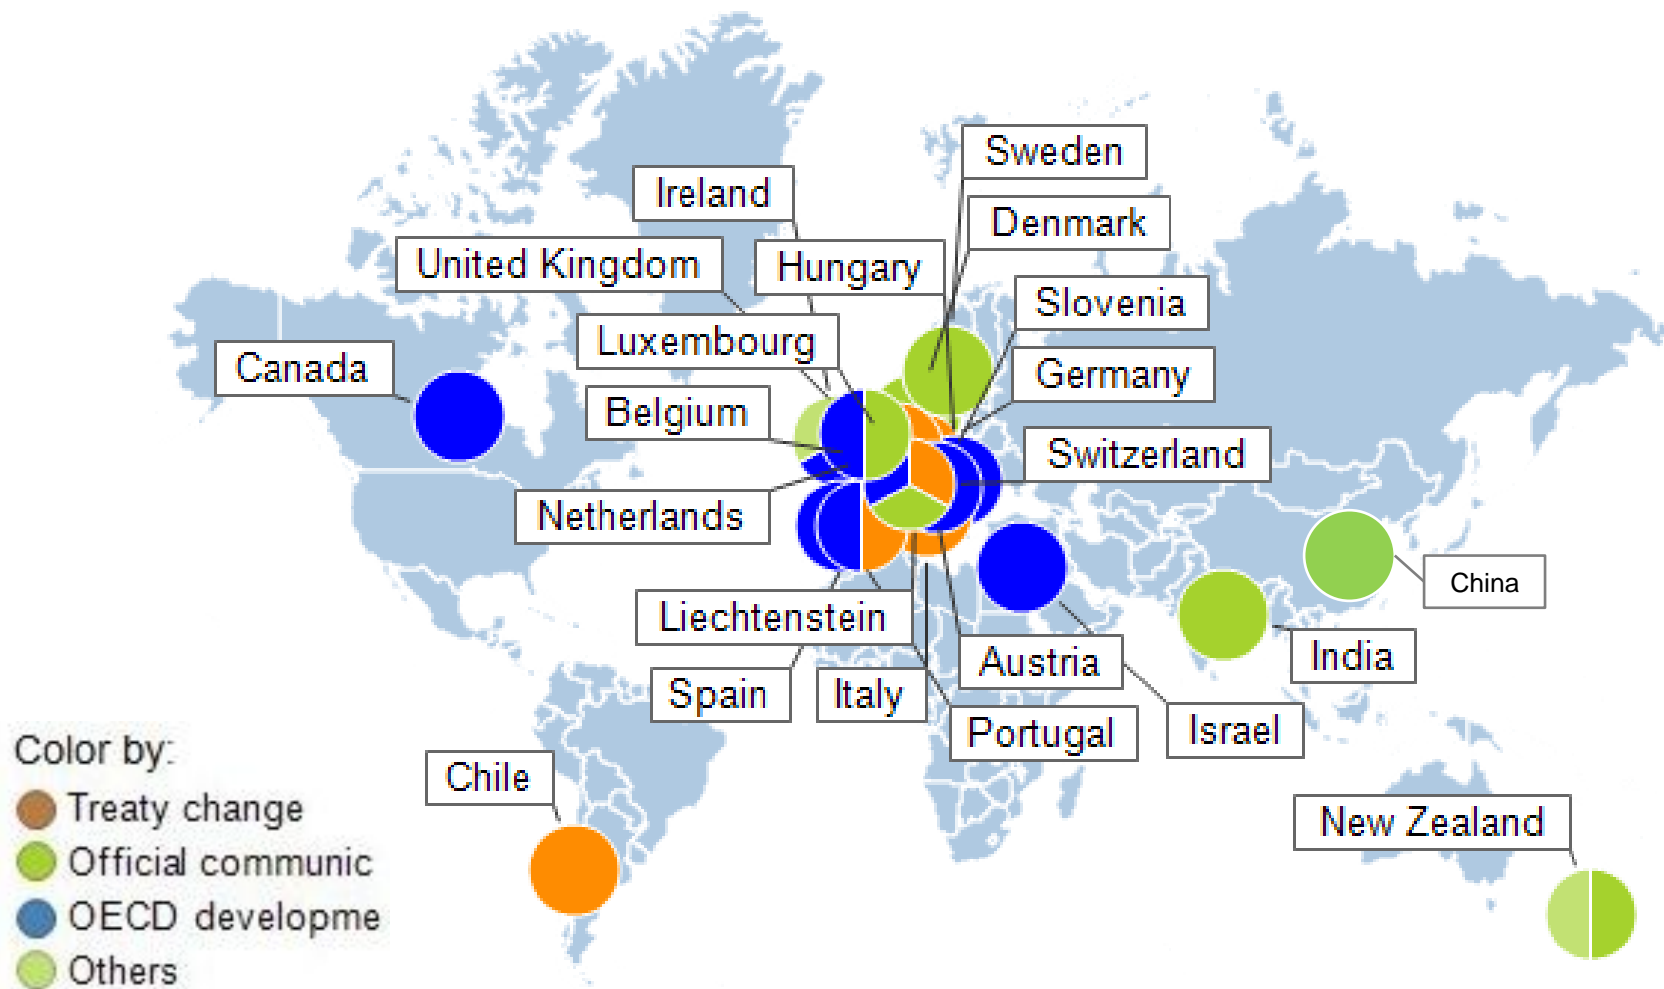 Sweden
Ireland
Denmark
United Kingdom
Hungary
Slovenia
Luxembourg
Canada
Germany
Belgium
Switzerland
Netherlands
China
Liechtenstein
India
Austria
Spain
Italy
Portugal
Israel
Chile
New Zealand
Color by:
Treaty change
Official communic
OECD developme
Others